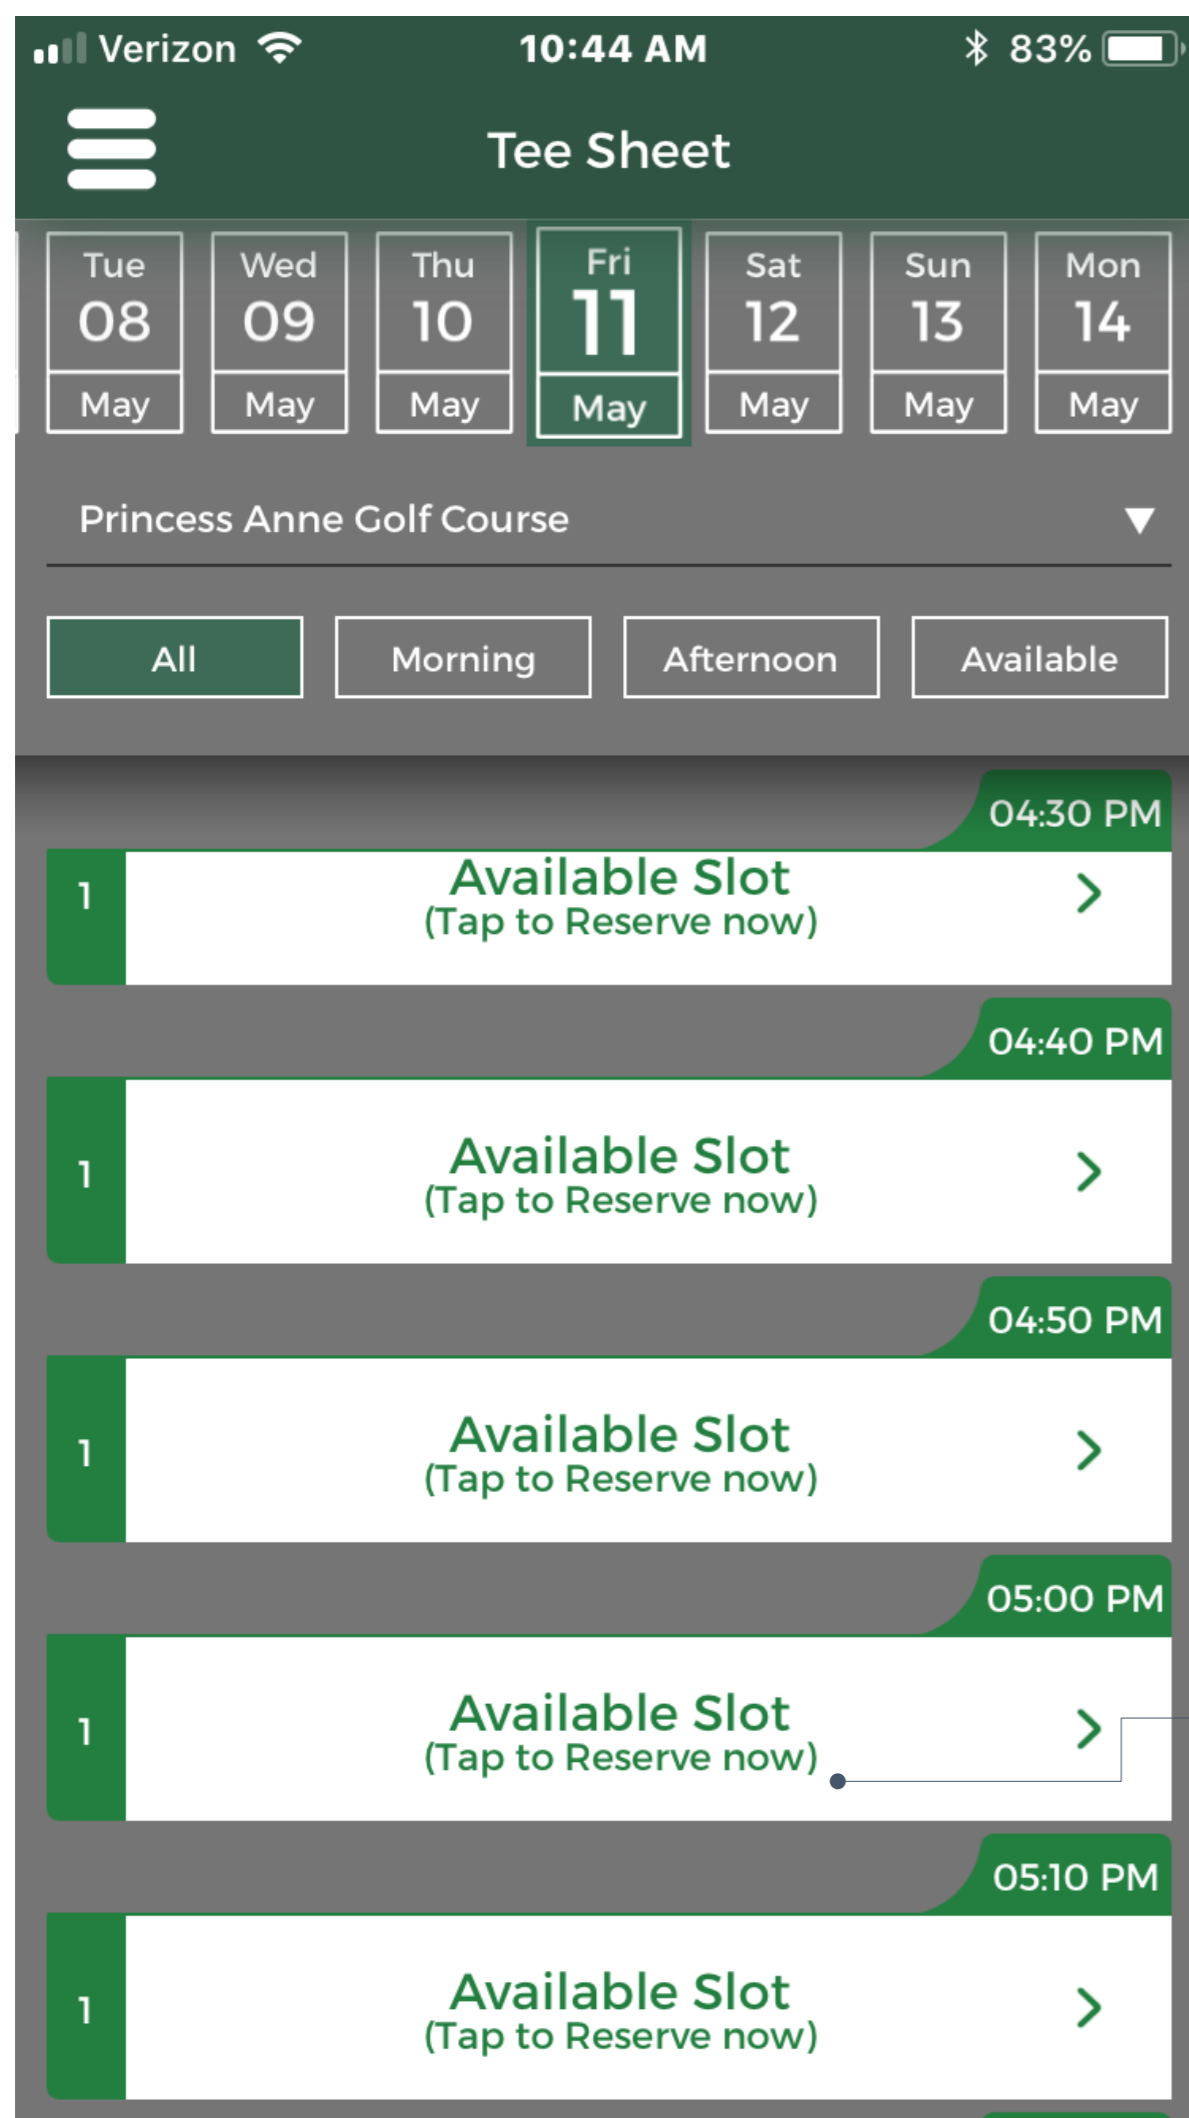 Verizon 10:44 AM 83%
Tee Sheet
Tue Wed Thu Fri Sat Sun Mon
08 09 10 11 12 13 14
May May May May May May May
Princess Anne Golf Course
All Morning Afternoon Available
04:30 PM
1 Available Slot
(Tap to Reserve now)
04:40 PM
1 Available Slot
(Tap to Reserve now)
04:50 PM
1 Available Slot
(Tap to Reserve now)
05:00 PM
1 Available Slot
(Tap to Reserve now)
05:10 PM
1 Available Slot
(Tap to Reserve now)